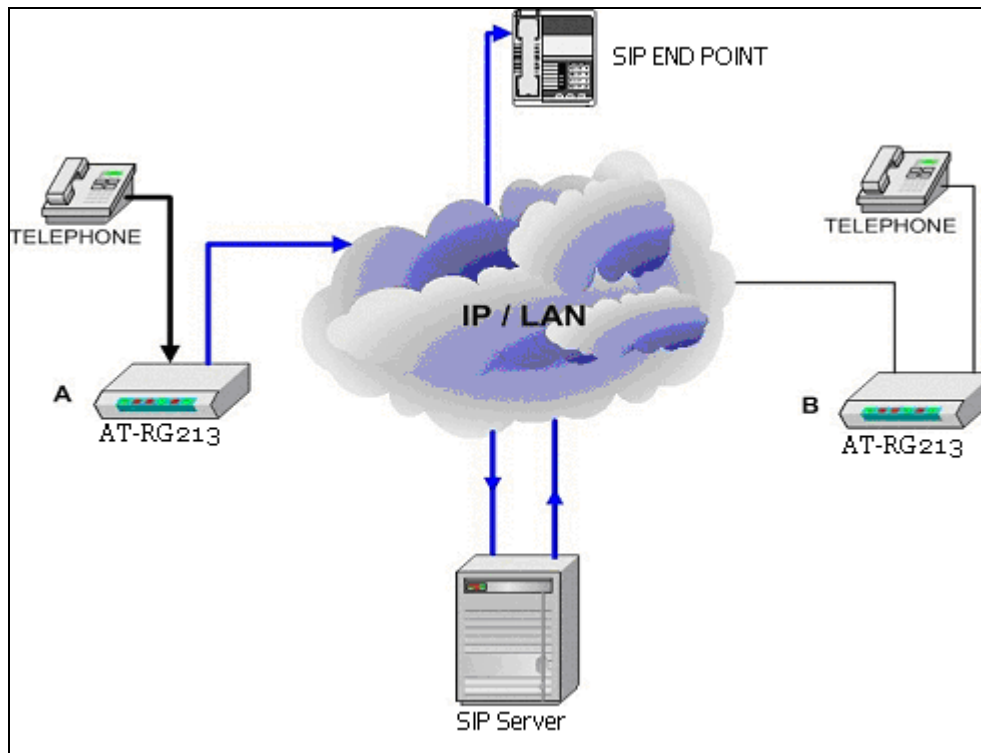 SIP END POINT
TELEPHONE
TELEPHONE
IP / LAN
A
AT-RG213
B
AT-RG213
SIP Server